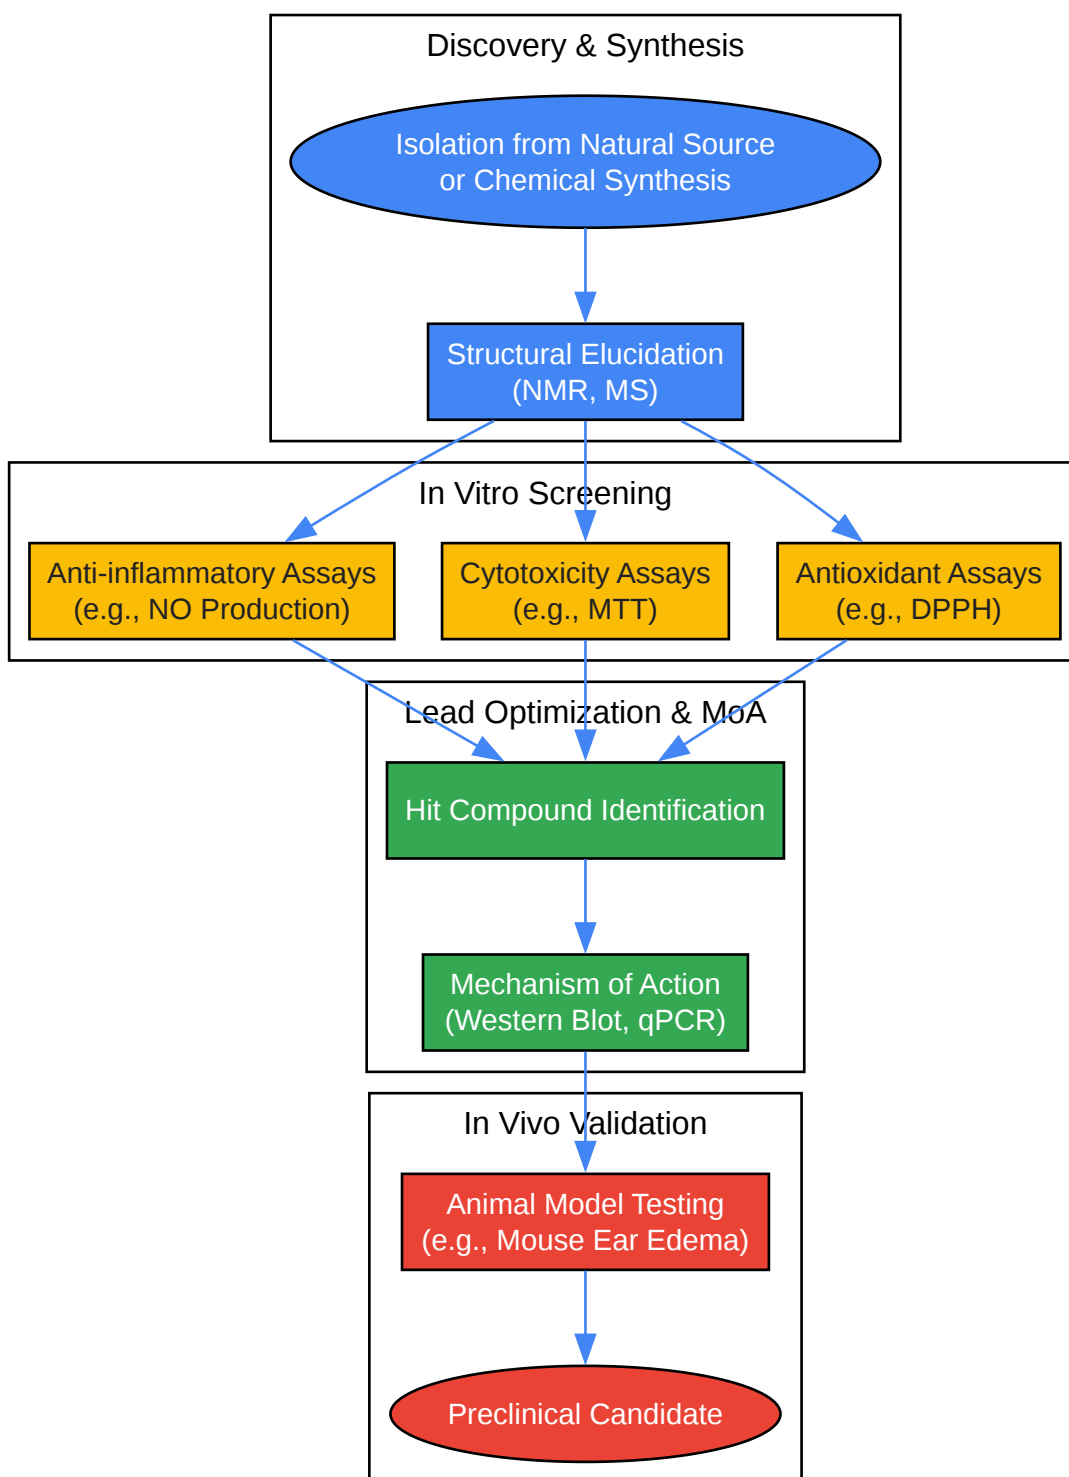 Discovery & Synthesis
Isolation from Natural Source
or Chemical Synthesis
Structural Elucidation
(NMR, MS)
In Vitro Screening
Anti-inflammatory Assays
(e.g., NO Production)
Cytotoxicity Assays
(e.g., MTT)
Antioxidant Assays
(e.g., DPPH)
Lead Optimization & MoA
Hit Compound Identification
Mechanism of Action
(Western Blot, qPCR)
In Vivo Validation
Animal Model Testing
(e.g., Mouse Ear Edema)
Preclinical Candidate